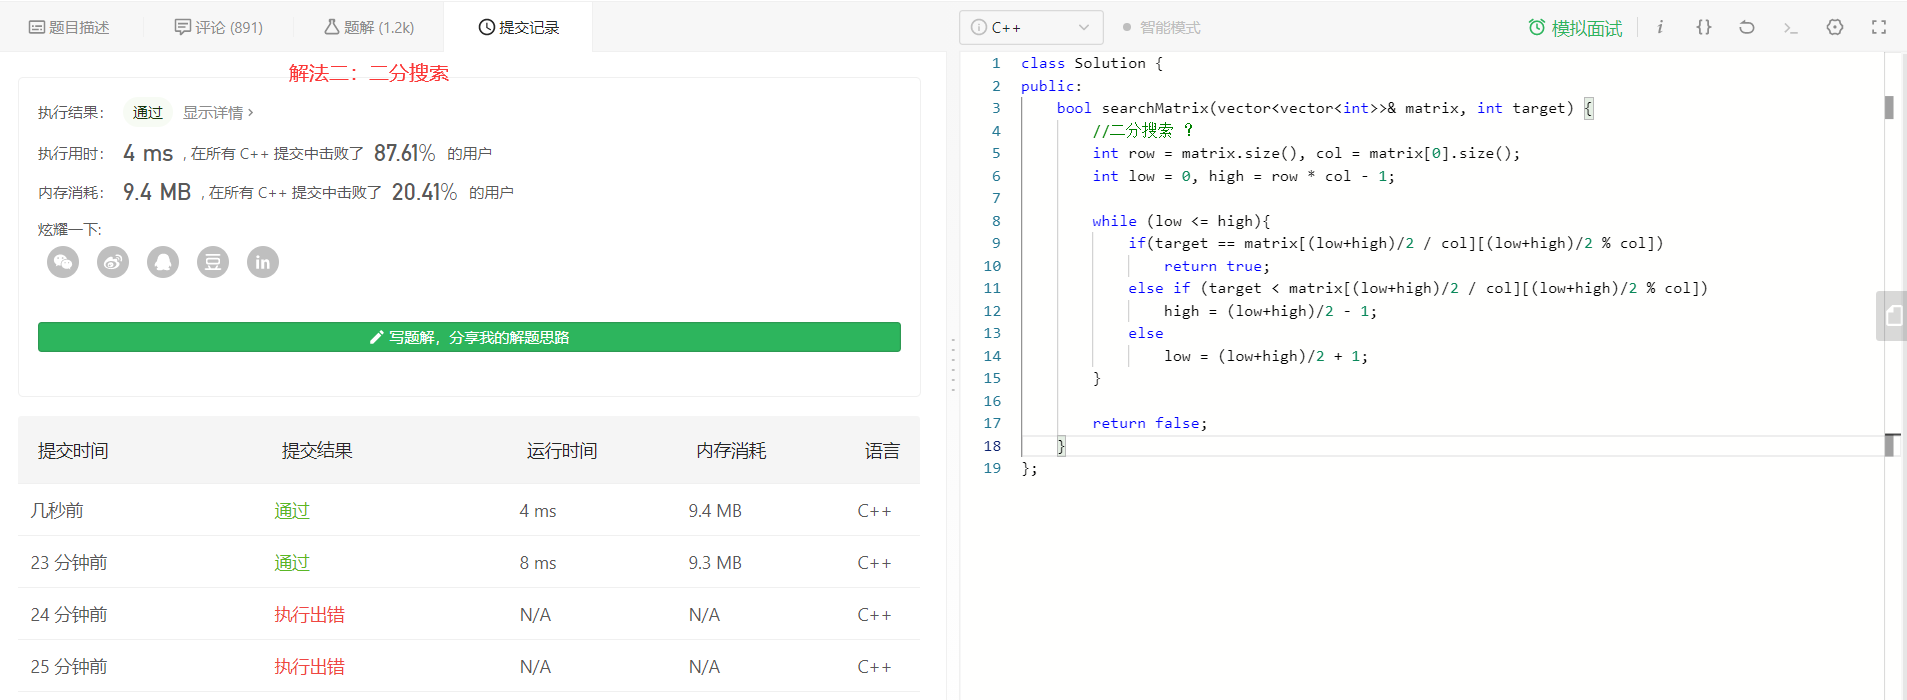 题目描述
评论 (891)
题解 (1.2k)
提交记录
解法二：二分搜索
执行结果：
通过
显示详情 ›
执行用时：
4 ms
, 在所有 C++ 提交中击败了
87.61%
的用户
内存消耗：
9.4 MB
, 在所有 C++ 提交中击败了
20.41%
的用户
炫耀一下:
豆
in
写题解，分享我的解题思路
提交时间 提交结果 运行时间 内存消耗 语言
几秒前 通过 4 ms 9.4 MB C++
23 分钟前 通过 8 ms 9.3 MB C++
24 分钟前 执行出错 N/A N/A C++
25 分钟前 执行出错 N/A N/A C++
i C++
智能模式
模拟面试
i {} >_
1 class Solution {
2 public:
3     bool searchMatrix(vector<vector<int>>& matrix, int target) {
4         //二分搜索 ？
5         int row = matrix.size(), col = matrix[0].size();
6         int low = 0, high = row * col - 1;
7
8         while (low <= high){
9             if(target == matrix[(low+high)/2 / col][(low+high)/2 % col])
10                 return true;
11             else if (target < matrix[(low+high)/2 / col][(low+high)/2 % col])
12                 high = (low+high)/2 - 1;
13             else
14                 low = (low+high)/2 + 1;
15         }
16
17         return false;
18     }
19 };